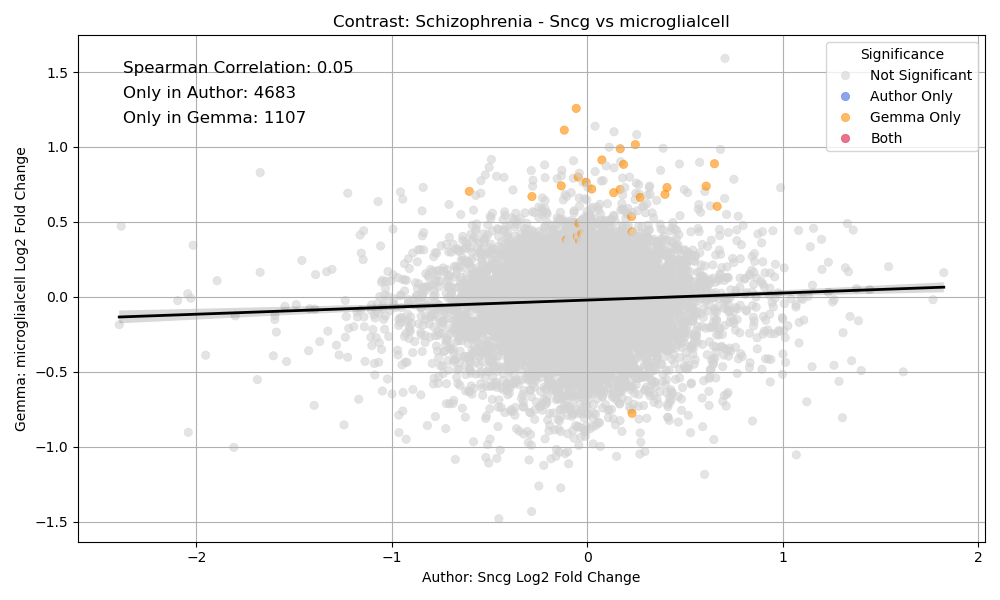 Contrast: Schizophrenia - Sncg vs microglialcell
Spearman Correlation: 0.05
Only in Author: 4683
Only in Gemma: 1107
Significance
Not Significant
Author Only
Gemma Only
Both
Gemma: microglialcell Log2 Fold Change
1.5
1.0
0.5
0.0
−0.5
−1.0
−1.5
−2
−1
0
1
2
Author: Sncg Log2 Fold Change